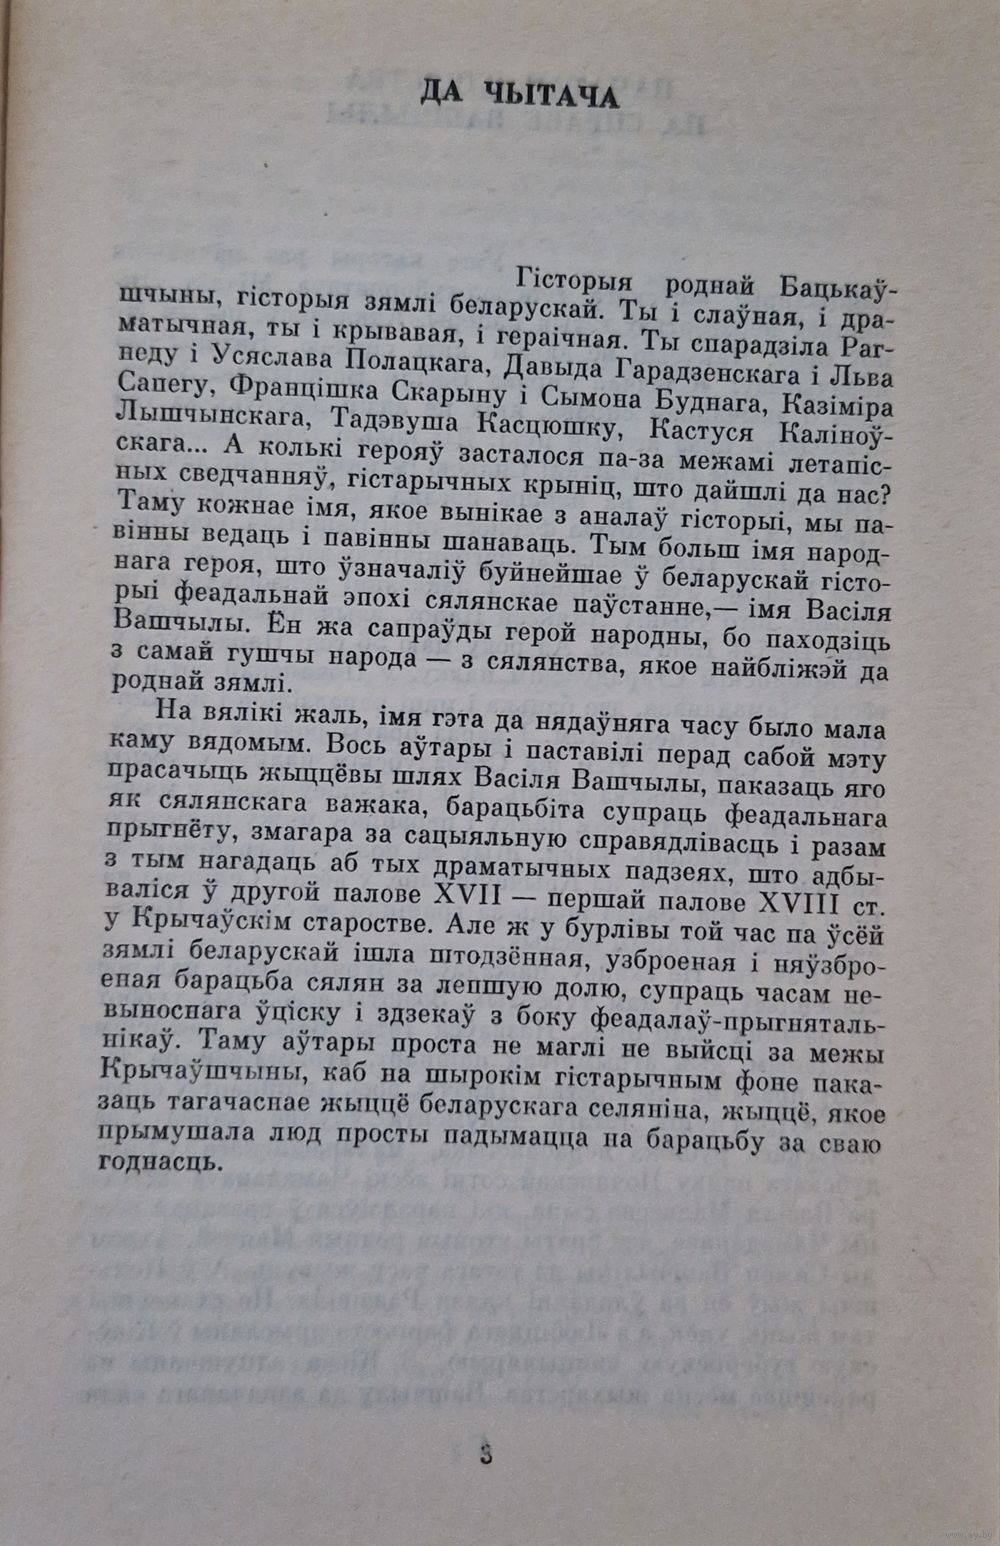 ДА ЧЫТАЧА
Гісторыя роднай Бацькаў-
шчыны, гісторыя зямлі беларускай. Ты і слаўная, і дра-
матычная, ты і крывавая, і гераічная. Ты спарадзіла Раг-
неду і Усяслава Полацкага, Давыда Гарадзенскага і Льва
Сапегу, Францішка Скарыну і Сымона Буднага, Казіміра
Лышчынскага, Тадэвуша Касцюшку, Кастуся Каліноў-
скага... А колькі герояў засталося па-за межамі летапіс-
ных сведчанняў, гістарычных крыніц, што дайшлі да нас?
Таму кожнае імя, якое вынікае з аналаў гісторыі, мы па-
вінны ведаць і павінны шанаваць. Тым больш імя народ-
нага героя, што ўзначаліў буйнейшае ў беларускай гісто-
рыі феадальнай эпохі сялянскае паўстанне,— імя Васіля
Вашчылы. Ён жа сапраўды герой народны, бо паходзіць
з самай гушчы народа — з сялянства, якое найбліжэй да
роднай зямлі.
На вялікі жаль, імя гэта да нядаўняга часу было мала
каму вядомым. Вось аўтары і паставілі перад сабой мэту
прасачыць жыццёвы шлях Васіля Вашчылы, паказаць яго
як сялянскага важака, барацьбіта супраць феадальнага
прыгнёту, змагара за сацыяльную справядлівасць і разам
з тым нагадаць аб тых драматычных падзеях, што адбы-
валіся ў другой палове XVII — першай палове XVIII ст.
у Крычаўскім старостве. Але ж у бурлівы той час па ўсёй
зямлі беларускай ішла штодзённая, узброеная і няўзбро-
еная барацьба сялян за лепшую долю, супраць часам не-
выноснага ўціску і здзекаў з боку феадалаў-прыгняталь-
нікаў. Таму аўтары проста не маглі не выйсці за межы
Крычаўшчыны, каб на шырокім гістарычным фоне пака-
заць тагачаснае жыццё беларускага селяніна, жыццё, якое
прымушала люд просты падымацца на барацьбу за сваю
годнасць.
3
www.ay.by